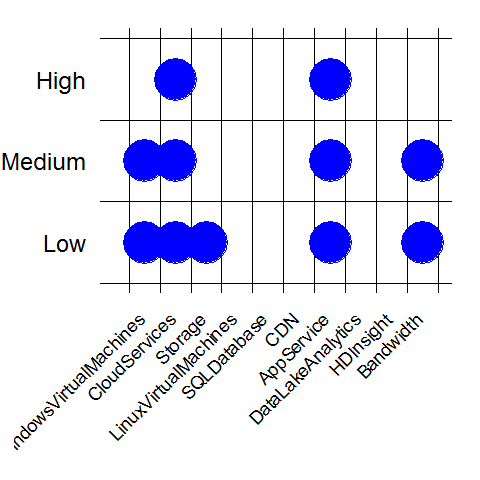 High
Medium
Low
ndowsVirtualMachines
CloudServices
Storage
LinuxVirtualMachines
SQLDatabase
CDN
AppService
DataLakeAnalytics
HDInsight
Bandwidth